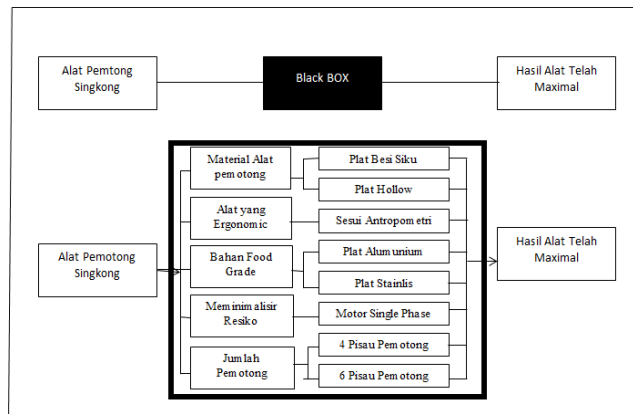 Alat Pemtong
Singkong
Black BOX
Hasil Alat Telah
Maximal
Alat Pemotong
Singkong
Material Alat
pemotong
Plat Besi Siku
Plat Hollow
Alat yang
Ergonomic
Sesui Antropometri
Bahan Food
Grade
Plat Alumunium
Plat Stainlis
Meminimalisir
Resiko
Motor Single Phase
Jumlah
Pemotong
4 Pisau Pemotong
6 Pisau Pemotong
Hasil Alat Telah
Maximal